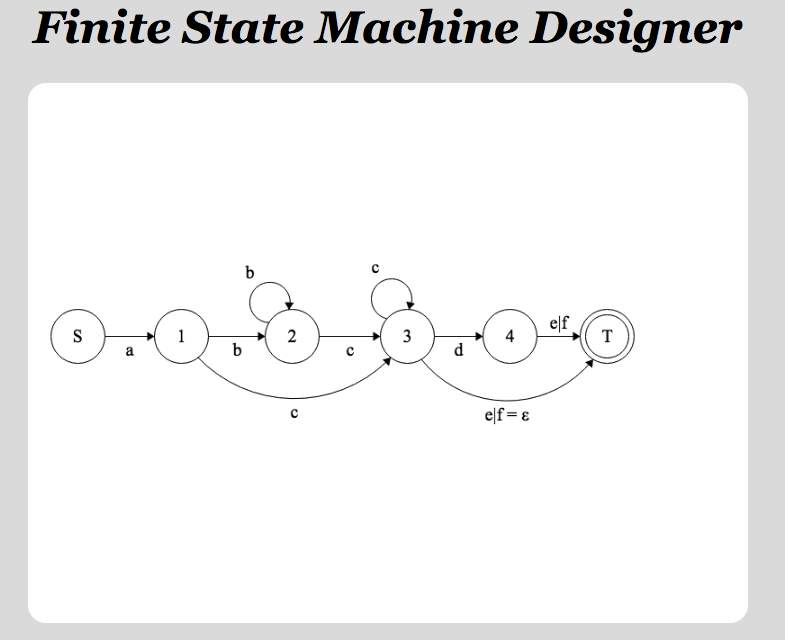 Finite State Machine Designer
b
c
S
a
1
b
2
c
3
d
4
e|f
T
c
e|f = ε